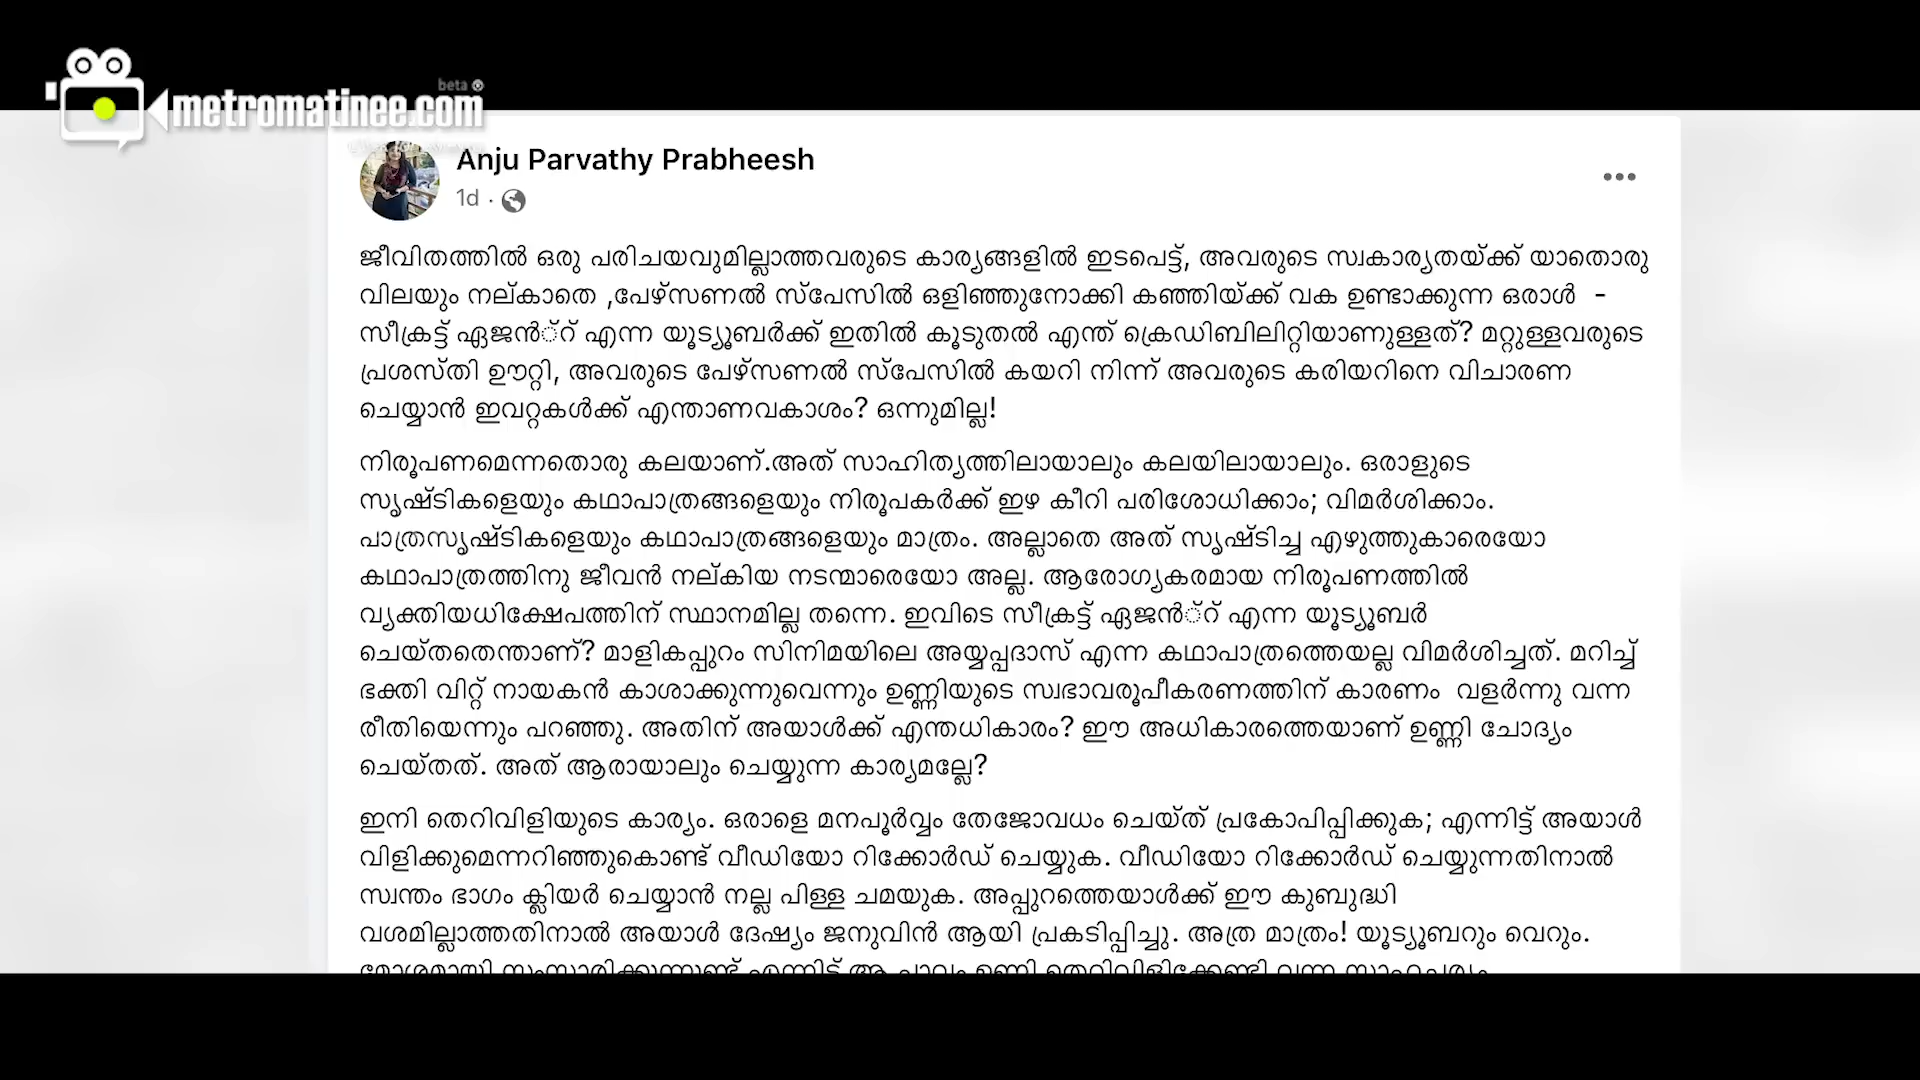 beta
metromatinee.com
Anju Parvathy Prabheesh
1d ·
ജീവിതത്തിൽ ഒരു പരിചയവുമില്ലാത്തവരുടെ കാര്യങ്ങളിൽ ഇടപെട്ട്, അവരുടെ സ്വകാര്യതയ്ക്ക് യാതൊരു
വിലയും നല്കാതെ ,പേഴ്സണൽ സ്പേസിൽ ഒളിഞ്ഞുനോക്കി കഞ്ഞിയ്ക്ക് വക ഉണ്ടാക്കുന്ന ഒരാൾ -
സീക്രട്ട് ഏജൻ്റ് എന്ന യൂട്യൂബർക്ക് ഇതിൽ കൂടുതൽ എന്ത് ക്രെഡിബിലിറ്റിയാണുള്ളത്? മറ്റുള്ളവരുടെ
പ്രശസ്തി ഊറ്റി, അവരുടെ പേഴ്സണൽ സ്പേസിൽ കയറി നിന്ന് അവരുടെ കരിയറിനെ വിചാരണ
ചെയ്യാൻ ഇവറ്റകൾക്ക് എന്താണവകാശം? ഒന്നുമില്ല!
നിരൂപണമെന്നതൊരു കലയാണ്.അത് സാഹിത്യത്തിലായാലും കലയിലായാലും. ഒരാളുടെ
സൃഷ്ടികളെയും കഥാപാത്രങ്ങളെയും നിരൂപകർക്ക് ഇഴ കീറി പരിശോധിക്കാം; വിമർശിക്കാം.
പാത്രസൃഷ്ടികളെയും കഥാപാത്രങ്ങളെയും മാത്രം. അല്ലാതെ അത് സൃഷ്ടിച്ച എഴുത്തുകാരെയോ
കഥാപാത്രത്തിനു ജീവൻ നല്കിയ നടന്മാരെയോ അല്ല. ആരോഗ്യകരമായ നിരൂപണത്തിൽ
വ്യക്തിയധിക്ഷേപത്തിന് സ്ഥാനമില്ല തന്നെ. ഇവിടെ സീക്രട്ട് ഏജൻ്റ് എന്ന യൂട്യൂബർ
ചെയ്തതെന്താണ്? മാളികപ്പുറം സിനിമയിലെ അയ്യപ്പദാസ് എന്ന കഥാപാത്രത്തെയല്ല വിമർശിച്ചത്. മറിച്ച്
ഭക്തി വിറ്റ് നായകൻ കാശാക്കുന്നുവെന്നും ഉണ്ണിയുടെ സ്വഭാവരൂപീകരണത്തിന് കാരണം വളർന്നു വന്ന
രീതിയെന്നും പറഞ്ഞു. അതിന് അയാൾക്ക് എന്തധികാരം? ഈ അധികാരത്തെയാണ് ഉണ്ണി ചോദ്യം
ചെയ്തത്. അത് ആരായാലും ചെയ്യുന്ന കാര്യമല്ലേ?
ഇനി തെറിവിളിയുടെ കാര്യം. ഒരാളെ മനപൂർവ്വം തേജോവധം ചെയ്ത് പ്രകോപിപ്പിക്കുക; എന്നിട്ട് അയാൾ
വിളിക്കുമെന്നറിഞ്ഞുകൊണ്ട് വീഡിയോ റിക്കോർഡ് ചെയ്യുക. വീഡിയോ റിക്കോർഡ് ചെയ്യുന്നതിനാൽ
സ്വന്തം ഭാഗം ക്ലിയർ ചെയ്യാൻ നല്ല പിള്ള ചമയുക. അപ്പുറത്തെയാൾക്ക് ഈ കുബുദ്ധി
വശമില്ലാത്തതിനാൽ അയാൾ ദേഷ്യം ജനുവിൻ ആയി പ്രകടിപ്പിച്ചു. അത്ര മാത്രം! യൂട്യൂബറും വെറും.